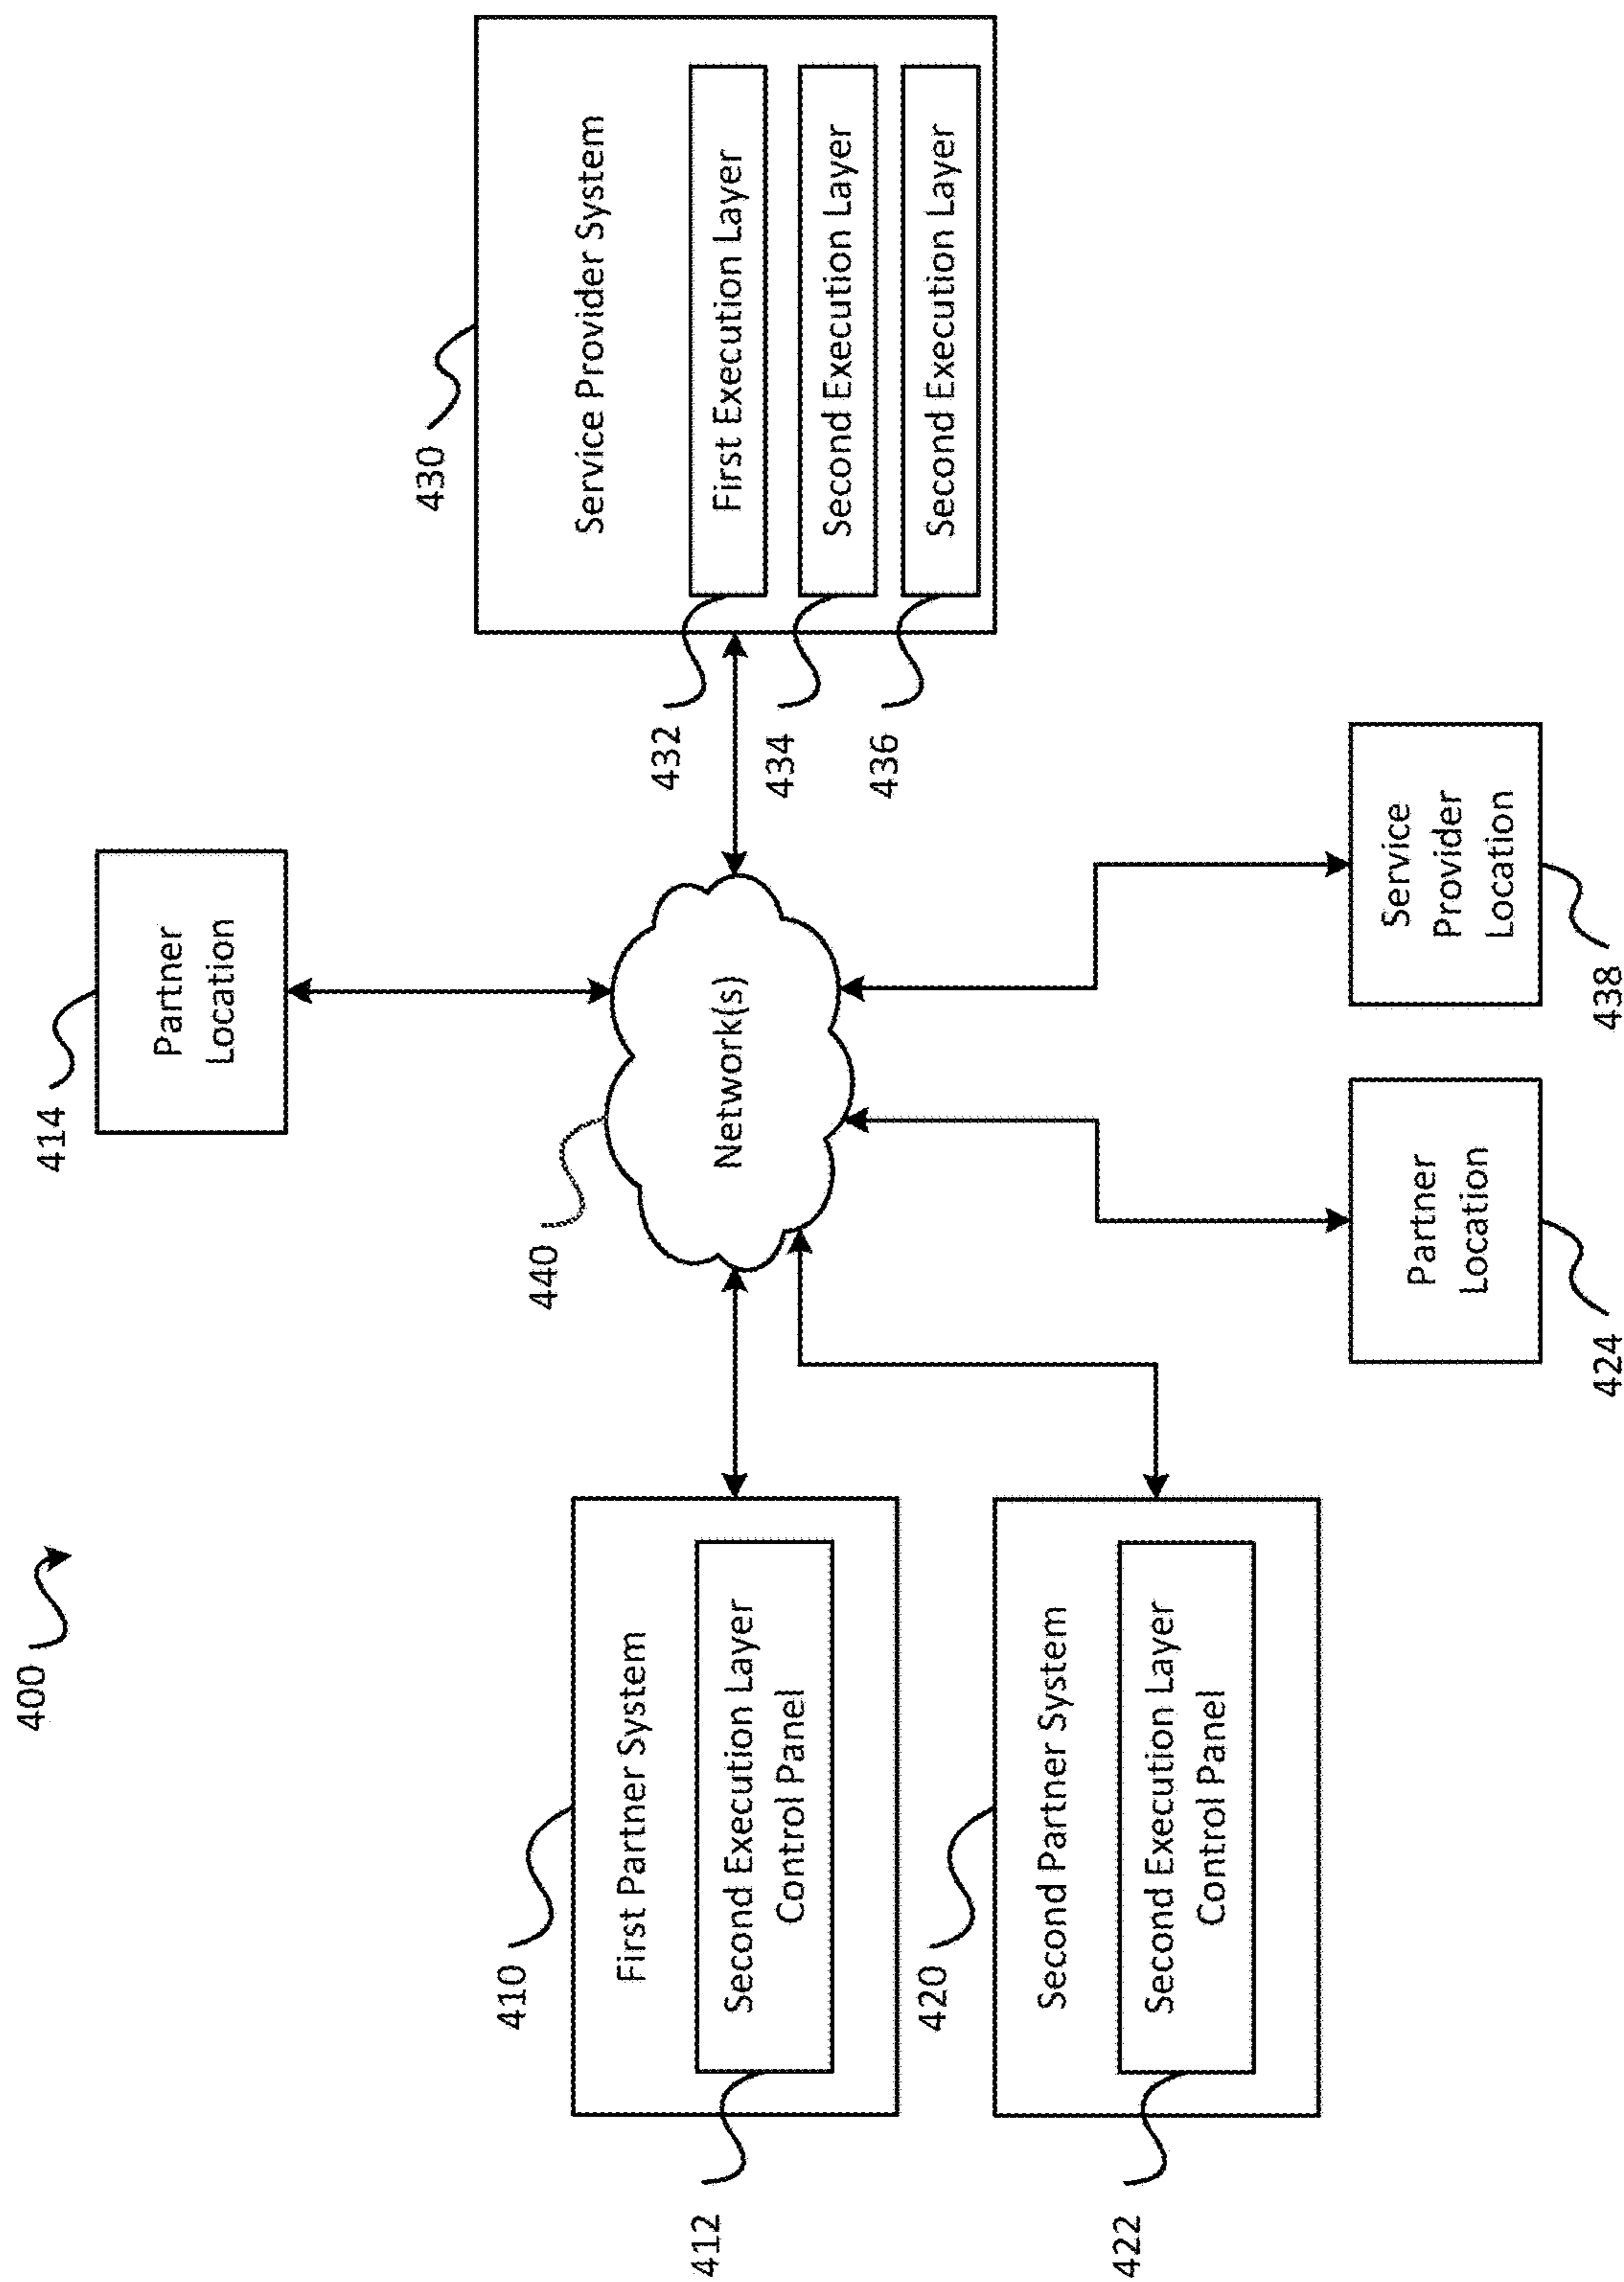 400
414
Partner
Location
410
First Partner System
412
Second Execution Layer
Control Panel
440
Network(s)
430
Service Provider System
432
First Execution Layer
434
Second Execution Layer
436
Second Execution Layer
420
Second Partner System
422
Second Execution Layer
Control Panel
424
Partner
Location
438
Service
Provider
Location